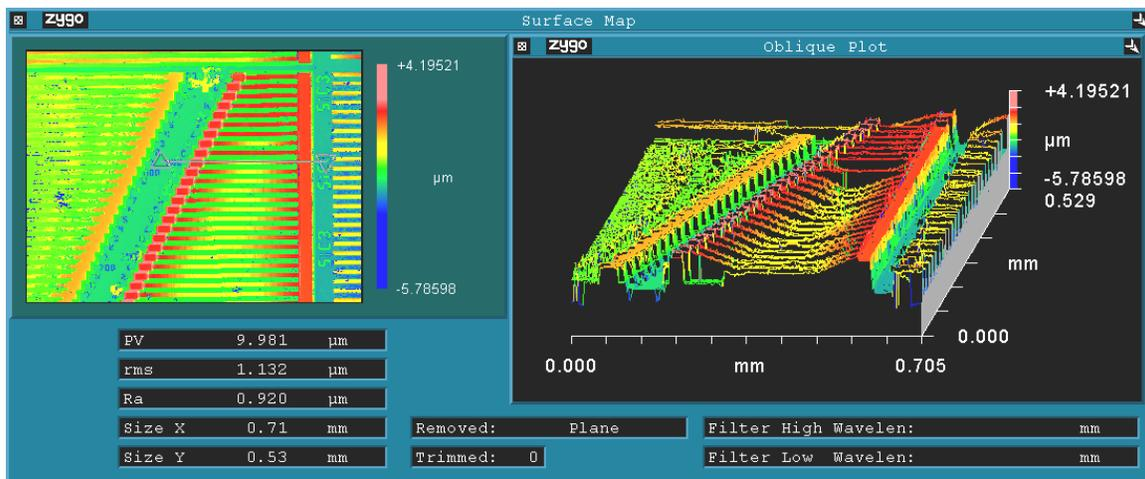 zygo Surface Map
zygo Oblique Plot
+4.19521
µm
-5.78598
+4.19521
µm
-5.78598
0.529
mm
0.000
0.000 mm 0.705
PV 9.981 µm
rms 1.132 µm
Ra 0.920 µm
Size X 0.71 mm
Size Y 0.53 mm
Removed: Plane
Trimmed: 0
Filter High Wavelen: mm
Filter Low Wavelen: mm